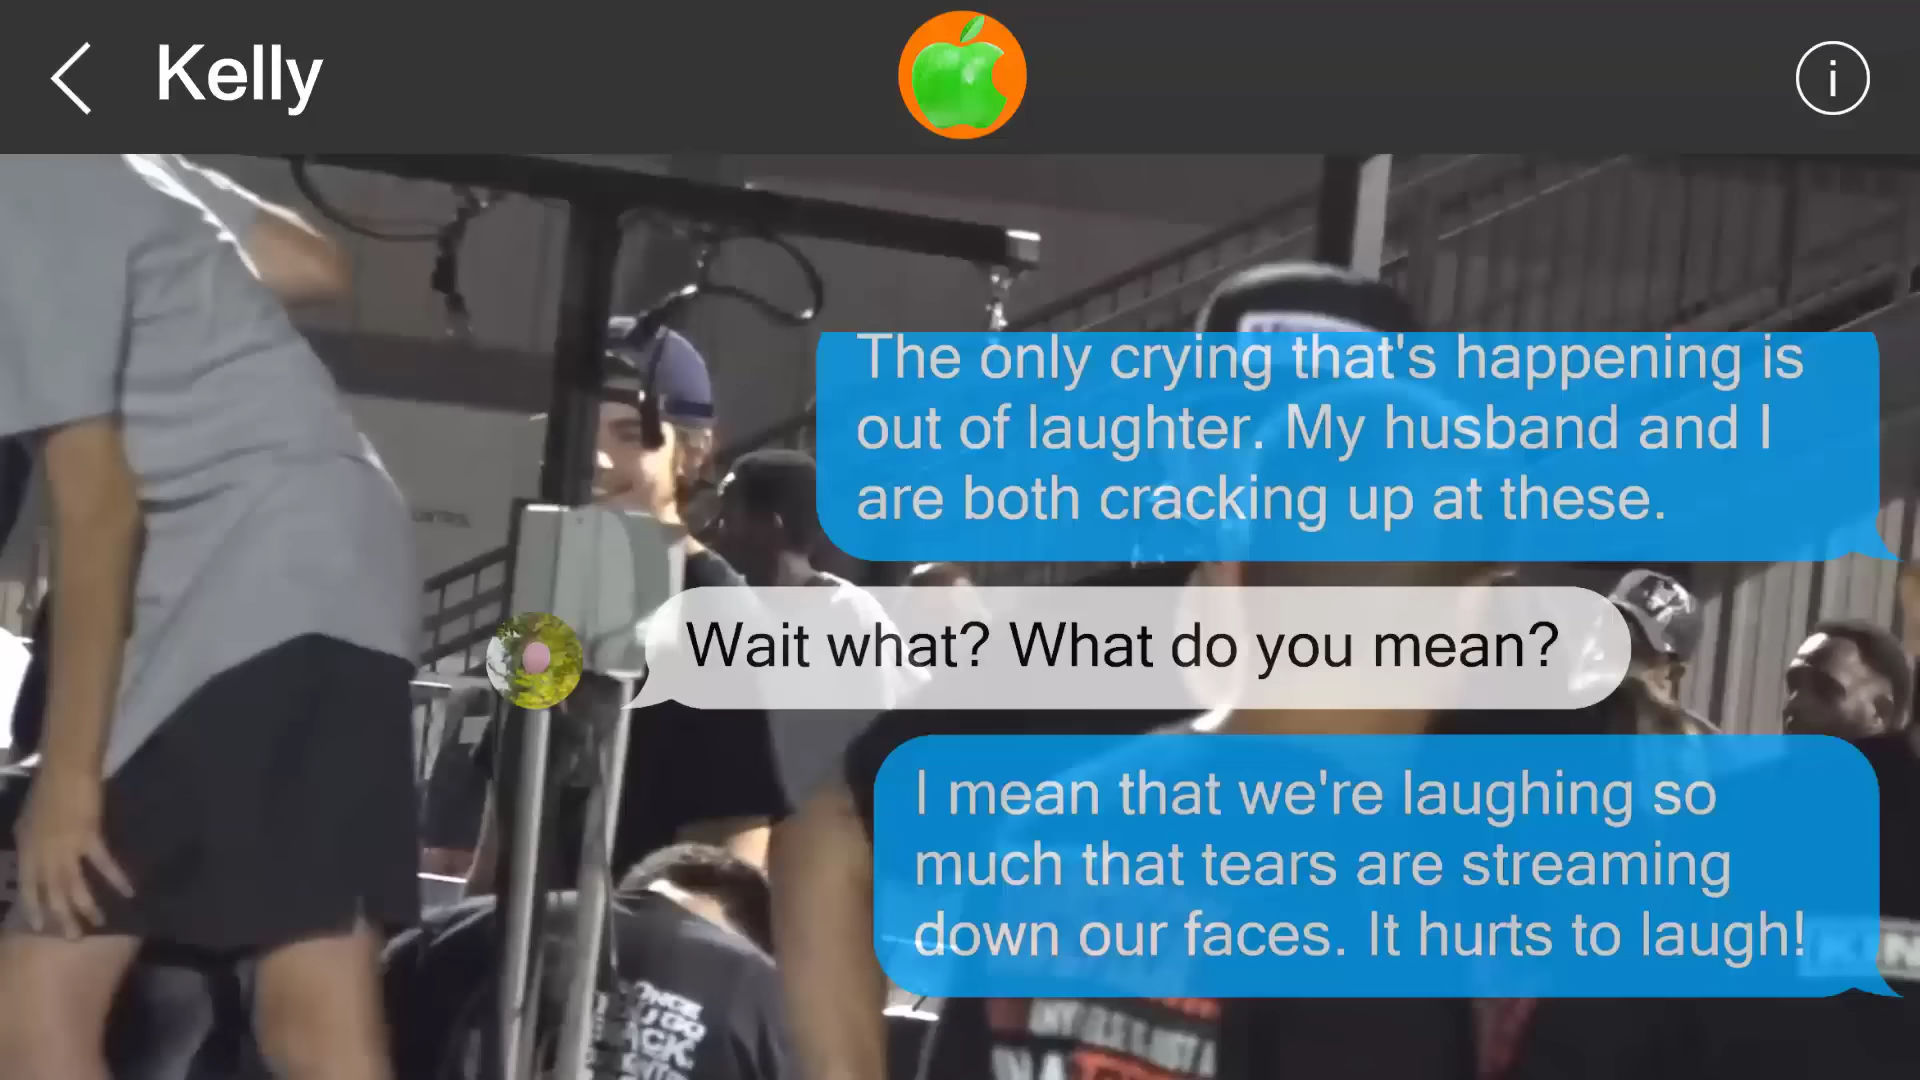 Kelly
i
The only crying that's happening is
out of laughter. My husband and I
are both cracking up at these.
Wait what? What do you mean?
I mean that we're laughing so
much that tears are streaming
down our faces. It hurts to laugh!